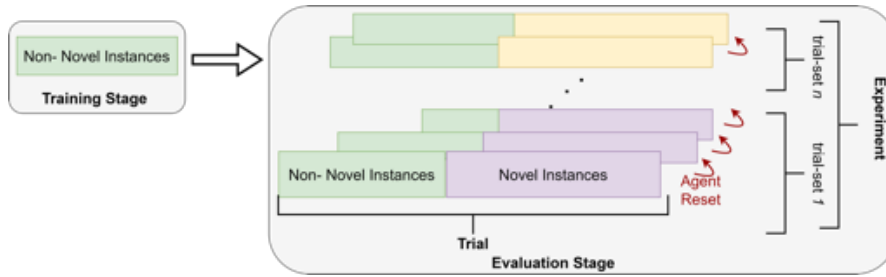 Non- Novel Instances
Training Stage
trial-set n
Experiment
Non- Novel Instances
Novel Instances
Agent
Reset
trial-set 1
Trial
Evaluation Stage